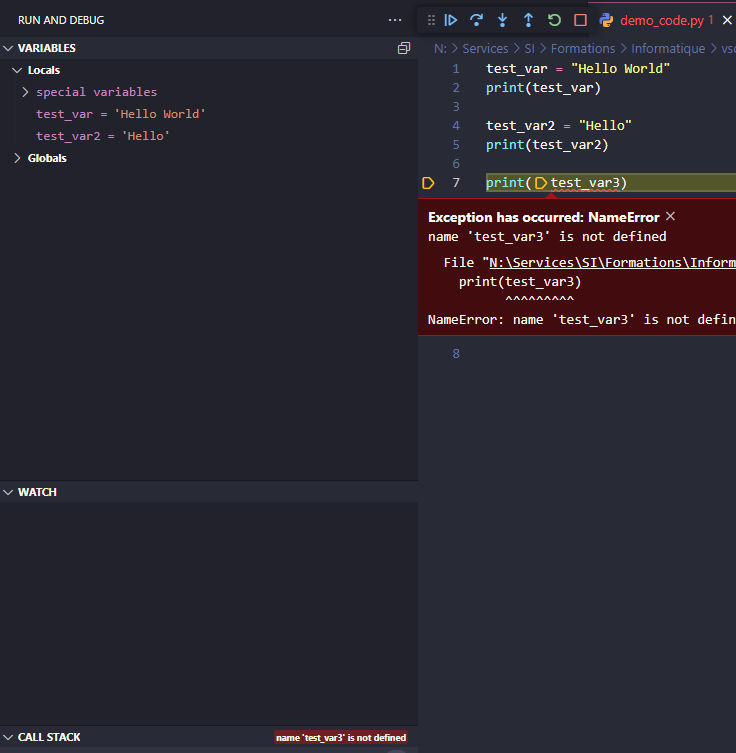 RUN AND DEBUG
VARIABLES
Locals
special variables
test_var = 'Hello World'
test_var2 = 'Hello'
Globals
WATCH
CALL STACK
name 'test_var3' is not defined
demo_code.py 1
N: > Services > SI > Formations > Informatique > vsc
1 test_var = "Hello World"
2 print(test_var)
3
4 test_var2 = "Hello"
5 print(test_var2)
6
7 print(test_var3)
Exception has occurred: NameError
name 'test_var3' is not defined
File "N:\Services\SI\Formations\Inform
print(test_var3)
^^^^^^^^^
NameError: name 'test_var3' is not defin
8